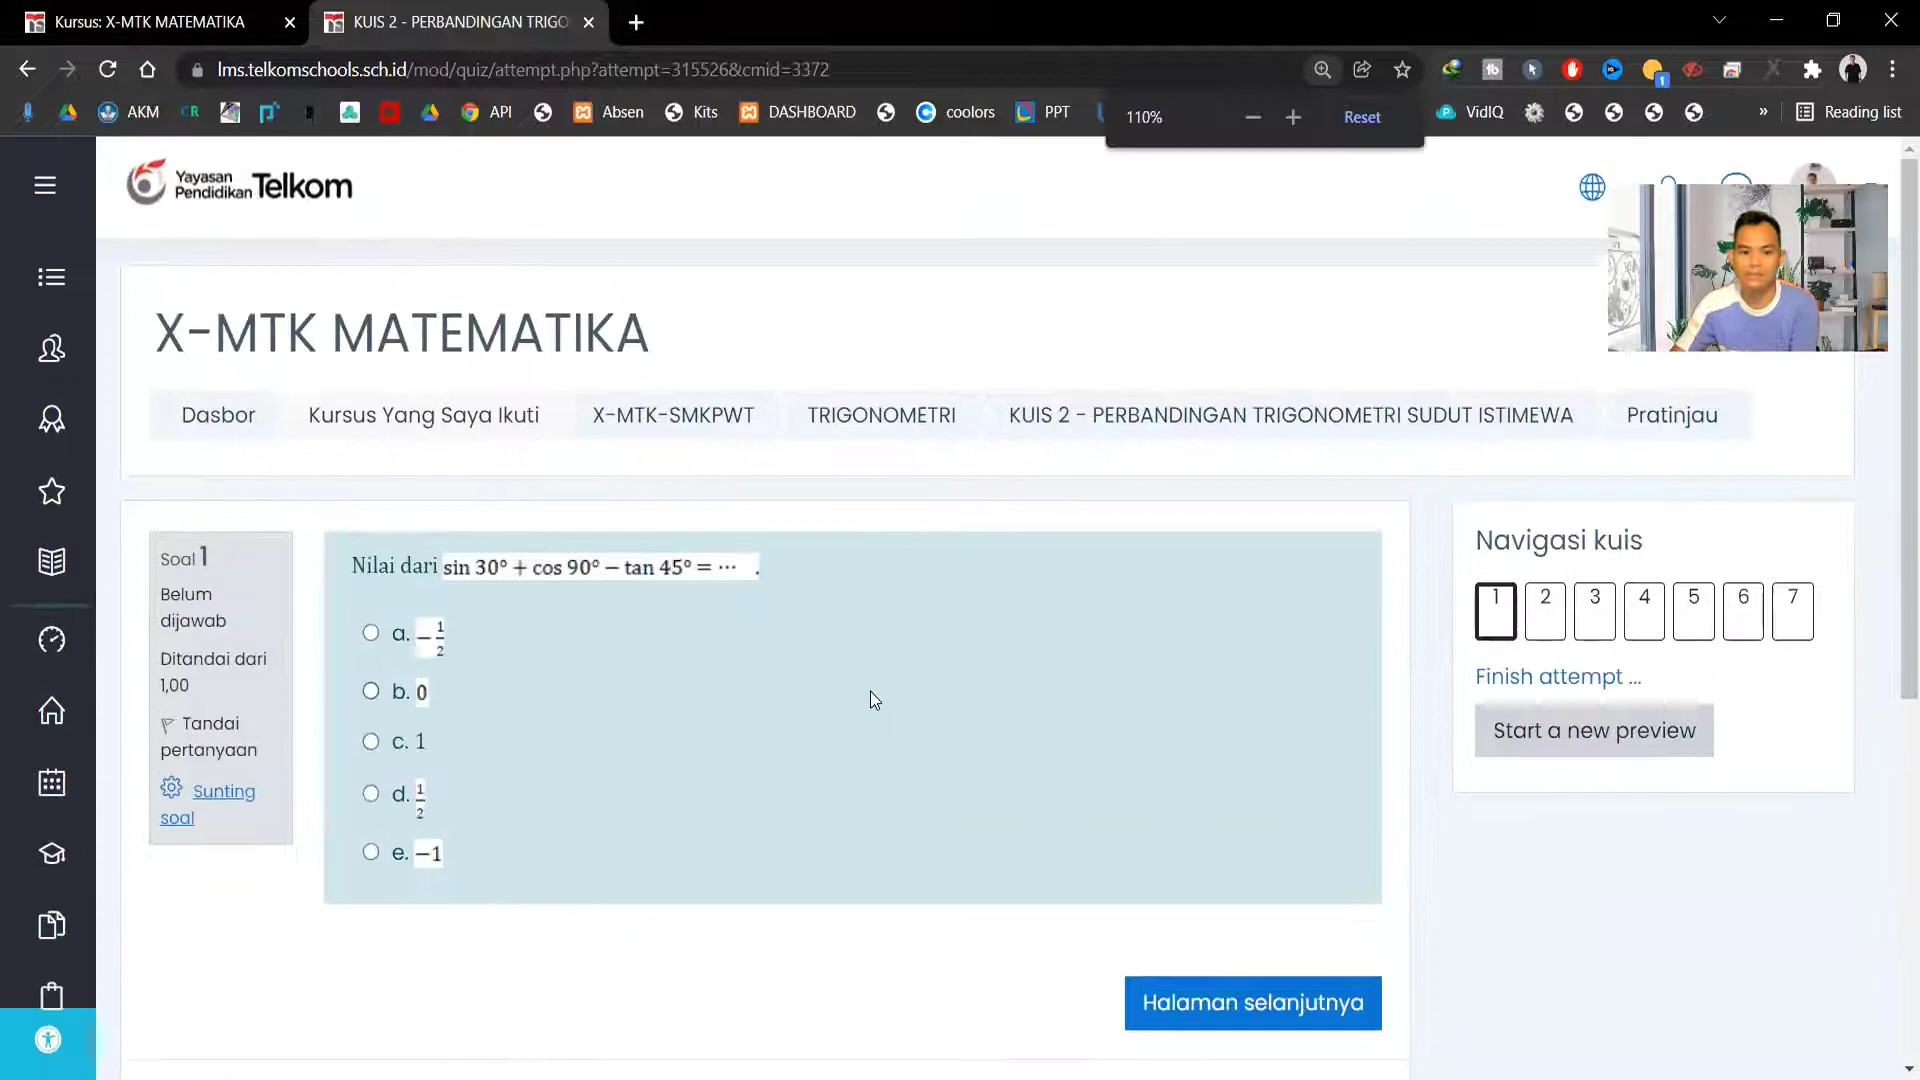 Kursus: X-MTK MATEMATIKA
KUIS 2 - PERBANDINGAN TRIGO
lms.telkomschools.sch.id/mod/quiz/attempt.php?attempt=315526&cmid=3372
1
AKM
CR
API
Absen
Kits
DASHBOARD
coolors
PPT
VidIQ
»
Reading list
110%
Reset
Yayasan
Pendidikan Telkom
X-MTK MATEMATIKA
Dasbor
Kursus Yang Saya Ikuti
X-MTK-SMKPWT
TRIGONOMETRI
KUIS 2 - PERBANDINGAN TRIGONOMETRI SUDUT ISTIMEWA
Pratinjau
Soal 1
Belum
dijawab
Ditandai dari
1,00
Tandai
pertanyaan
Sunting
soal
Nilai dari sin 30° + cos 90° − tan 45° = ⋯ .
a. −1/2
b. 0
c. 1
d. 1/2
e. −1
Halaman selanjutnya
Navigasi kuis
1 2 3 4 5 6 7
Finish attempt ...
Start a new preview